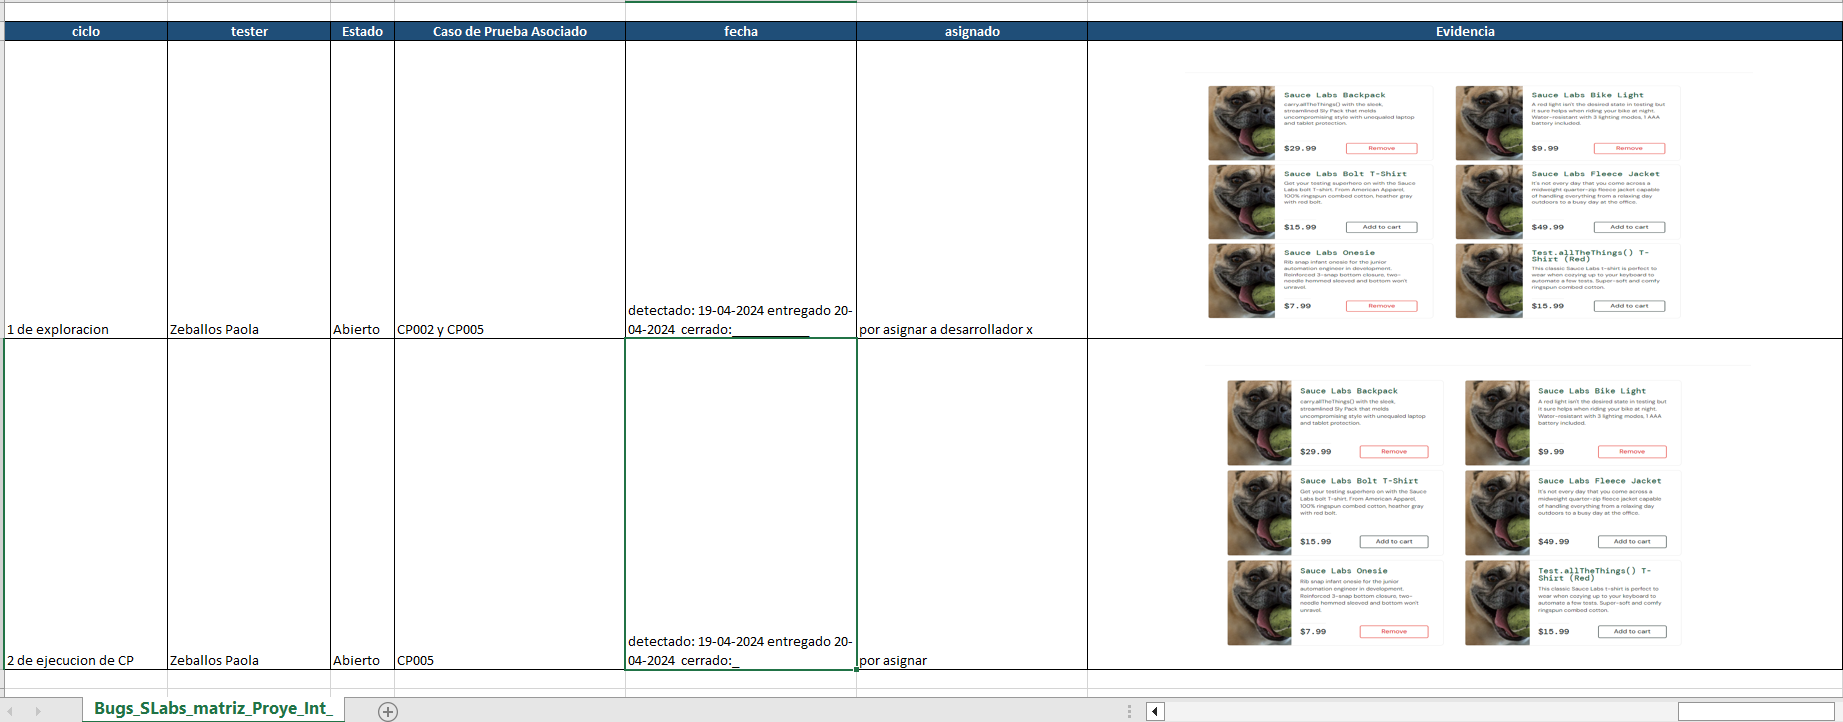 ciclo
tester
Estado
Caso de Prueba Asociado
fecha
asignado
Evidencia
1 de exploracion
Zeballos Paola
Abierto
CP002 y CP005
detectado: 19-04-2024 entregado 20-
04-2024  cerrado:____________
por asignar a desarrollador x
Sauce Labs Backpack
carry.allTheThings() with the sleek,
streamlined Sly Pack that melds
uncompromising style with unequaled laptop
and tablet protection.
$29.99
Remove
Sauce Labs Bike Light
A red light isn't the desired state in testing but
it sure helps when riding your bike at night.
Water-resistant with 3 lighting modes, 1 AAA
battery included.
$9.99
Remove
Sauce Labs Bolt T-Shirt
Get your testing superhero on with the Sauce
Labs bolt T-shirt. From American Apparel,
100% ringspun combed cotton, heather gray
with red bolt.
$15.99
Add to cart
Sauce Labs Fleece Jacket
It's not every day that you come across a
midweight quarter-zip fleece jacket capable
of handling everything from a relaxing day
outdoors to a busy day at the office.
$49.99
Add to cart
Sauce Labs Onesie
Rib snap infant onesie for the junior
automation engineer in development.
Reinforced 3-snap bottom closure, two-
needle hemmed sleeved and bottom won't
unravel.
$7.99
Remove
Test.allTheThings() T-
Shirt (Red)
This classic Sauce Labs t-shirt is perfect to
wear when cozying up to your keyboard to
automate a few tests. Super-soft and comfy
ringspun combed cotton.
$15.99
Add to cart
2 de ejecucion de CP
Zeballos Paola
Abierto
CP005
detectado: 19-04-2024 entregado 20-
04-2024  cerrado:_
por asignar
Sauce Labs Backpack
carry.allTheThings() with the sleek,
streamlined Sly Pack that melds
uncompromising style with unequaled laptop
and tablet protection.
$29.99
Remove
Sauce Labs Bike Light
A red light isn't the desired state in testing but
it sure helps when riding your bike at night.
Water-resistant with 3 lighting modes, 1 AAA
battery included.
$9.99
Remove
Sauce Labs Bolt T-Shirt
Get your testing superhero on with the Sauce
Labs bolt T-shirt. From American Apparel,
100% ringspun combed cotton, heather gray
with red bolt.
$15.99
Add to cart
Sauce Labs Fleece Jacket
It's not every day that you come across a
midweight quarter-zip fleece jacket capable
of handling everything from a relaxing day
outdoors to a busy day at the office.
$49.99
Add to cart
Sauce Labs Onesie
Rib snap infant onesie for the junior
automation engineer in development.
Reinforced 3-snap bottom closure, two-
needle hemmed sleeved and bottom won't
unravel.
$7.99
Remove
Test.allTheThings() T-
Shirt (Red)
This classic Sauce Labs t-shirt is perfect to
wear when cozying up to your keyboard to
automate a few tests. Super-soft and comfy
ringspun combed cotton.
$15.99
Add to cart
Bugs_SLabs_matriz_Proye_Int_